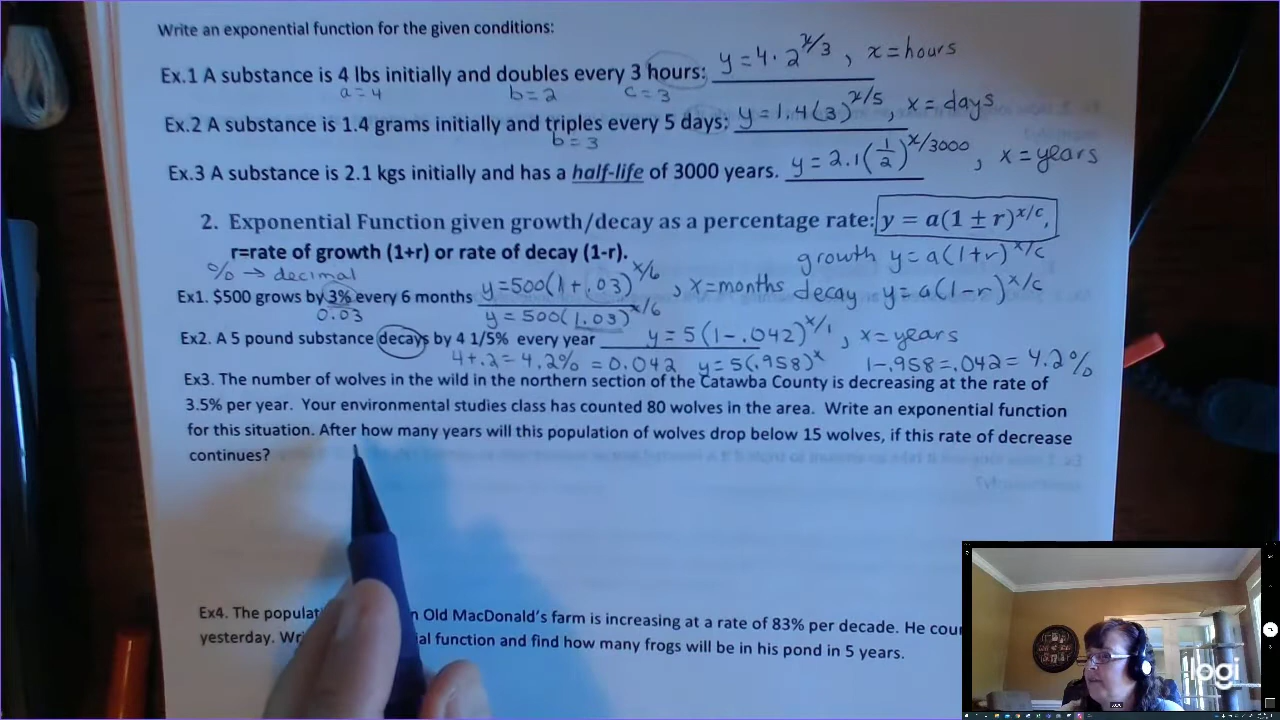 Write an exponential function for the given conditions:
Ex.1 A substance is 4 lbs initially and doubles every 3 hours: y = 4 · 2^(x/3) , x = hours
a = 4 b = 2 c = 3
Ex.2 A substance is 1.4 grams initially and triples every 5 days: y = 1.4(3)^(x/5) , x = days
b = 3
Ex.3 A substance is 2.1 kgs initially and has a half-life of 3000 years. y = 2.1(1/2)^(x/3000) , x = years
2. Exponential Function given growth/decay as a percentage rate: y = a(1 ± r)^(x/c).
r=rate of growth (1+r) or rate of decay (1-r). growth y = a(1+r)^(x/c)
% → decimal
Ex1. $500 grows by 3% every 6 months y = 500(1 + .03)^(x/6) , x = months decay y = a(1-r)^(x/c)
0.03 y = 500(1.03)^(x/6)
Ex2. A 5 pound substance decays by 4 1/5% every year y = 5(1 - .042)^(x/1) , x = years
4 + .2 = 4.2% = 0.042 y = 5(.958)^x 1 - .958 = .042 = 4.2%
Ex3. The number of wolves in the wild in the northern section of the Catawba County is decreasing at the rate of
3.5% per year. Your environmental studies class has counted 80 wolves in the area. Write an exponential function
for this situation. After how many years will this population of wolves drop below 15 wolves, if this rate of decrease
continues?
Ex4. The populat Old MacDonald's farm is increasing at a rate of 83% per decade. He cou
yesterday. Wr al function and find how many frogs will be in his pond in 5 years.
logi